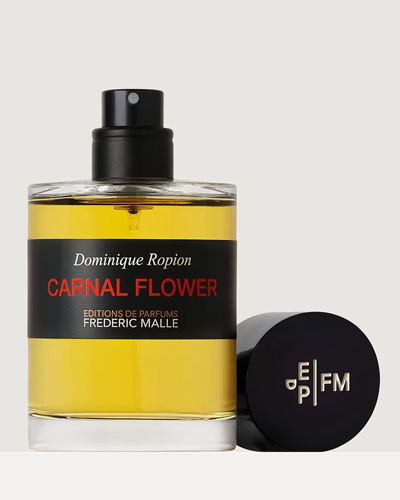 Dominique Ropion
CARNAL FLOWER
EDITIONS DE PARFUMS
FREDERIC MALLE
EDP FM